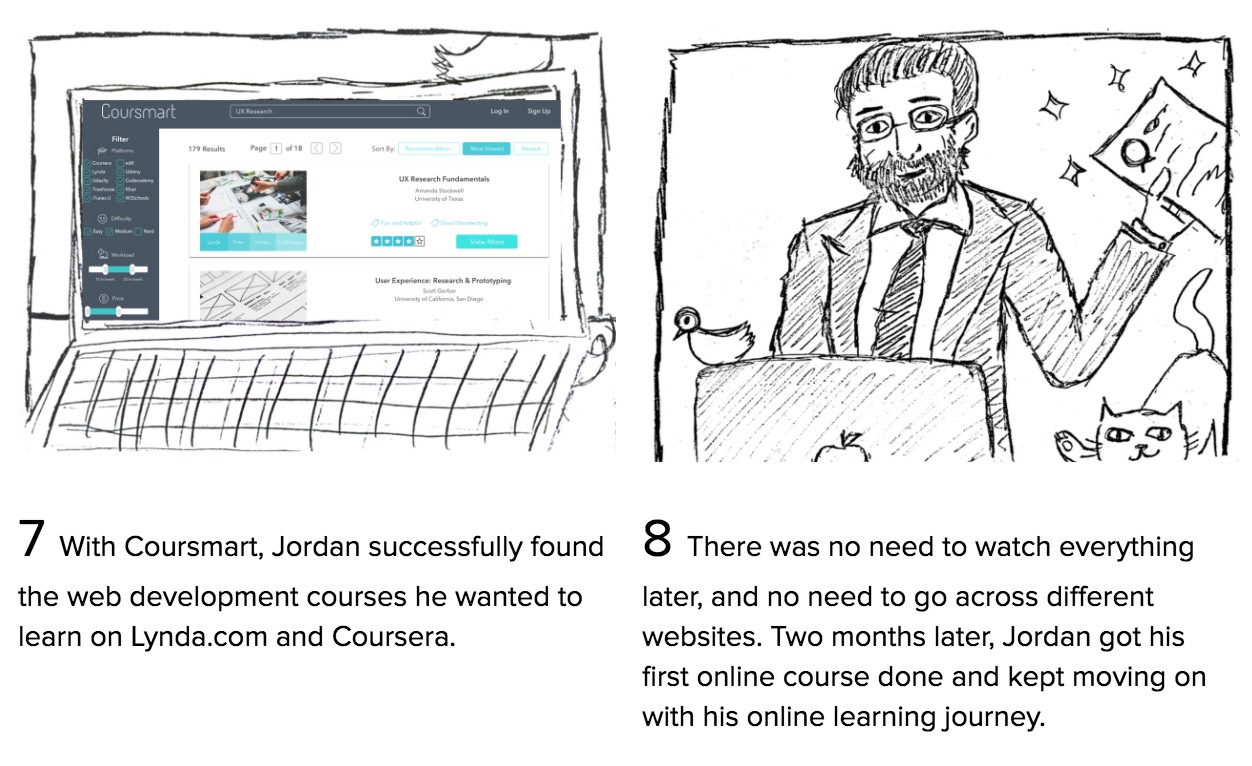 Coursmart
UX Research
Log In
Sign Up
Filter
Platforms
Coursera
edX
Lynda
Udemy
Udacity
Codecademy
Treehouse
Khan
iTunes U
W3Schools
Difficulty
Easy
Medium
Hard
Workload
Price
179 Results
Page 1 of 18
Sort By:
Recommendation
Most Viewed
Newest
UX Research Fundamentals
Amanda Stockwell
University of Texas
Fun and helpful
Good Handwriting
Lynda
Free
View More
User Experience: Research & Prototyping
Scott Gerber
University of California, San Diego
7 With Coursmart, Jordan successfully found
the web development courses he wanted to
learn on Lynda.com and Coursera.
8 There was no need to watch everything
later, and no need to go across different
websites. Two months later, Jordan got his
first online course done and kept moving on
with his online learning journey.